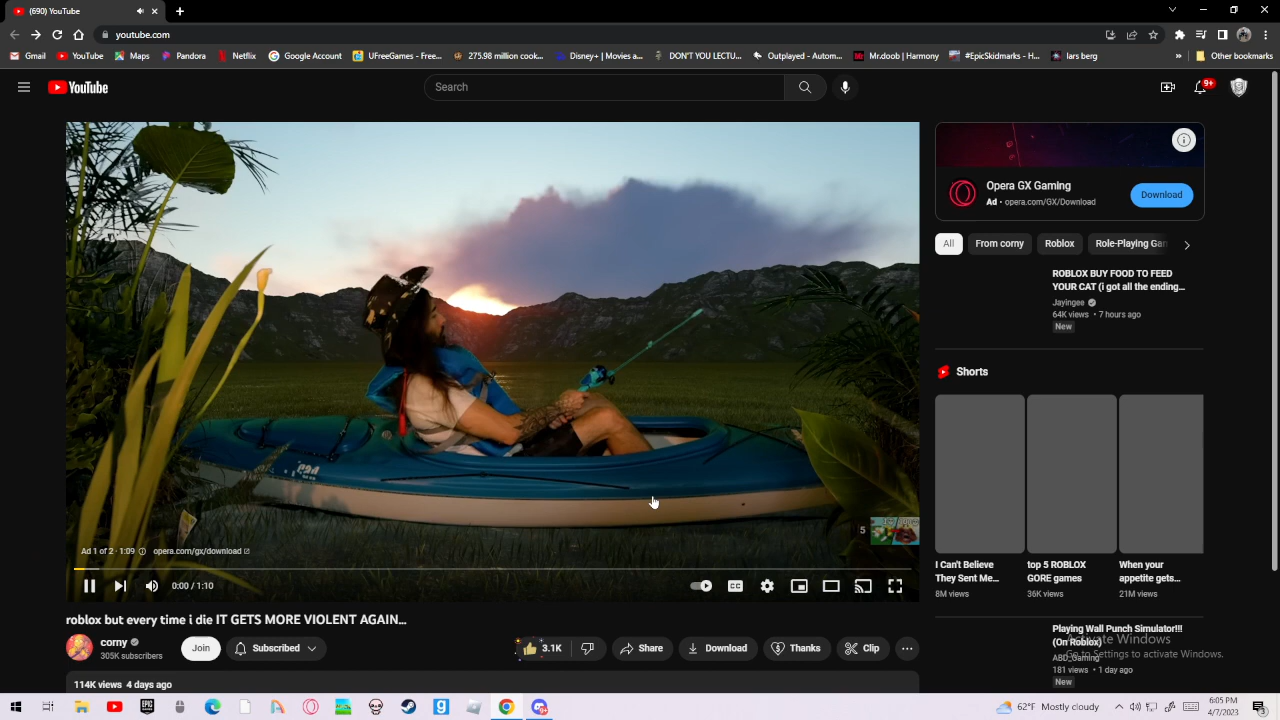 (690) YouTube
youtube.com
Gmail
YouTube
Maps
Pandora
Netflix
Google Account
UFreeGames - Free...
275.98 million cook...
Disney+ | Movies a...
DON'T YOU LECTU...
Outplayed - Autom...
Mr.doob | Harmony
#EpicSkidmarks - H...
lars berg
»
Other bookmarks
YouTube
Search
9+
Opera GX Gaming
Ad • opera.com/GX/Download
Download
All
From corny
Roblox
Role-Playing Gam
ROBLOX BUY FOOD TO FEED
YOUR CAT (i got all the ending...
Jayingee
64K views • 7 hours ago
New
Shorts
I Can't Believe
They Sent Me...
8M views
top 5 ROBLOX
GORE games
36K views
When your
appetite gets...
21M views
Playing Wall Punch Simulator!!!
(On Roblox)
ABD_Gaming
181 views • 1 day ago
New
5
Ad 1 of 2 · 1:09
opera.com/gx/download
0:00 / 1:10
CC
roblox but every time i die IT GETS MORE VIOLENT AGAIN...
corny
305K subscribers
Join
Subscribed
3.1K
Share
Download
Thanks
Clip
114K views 4 days ago
Activate Windows
Go to Settings to activate Windows.
EPIC
62°F Mostly cloudy
6:05 PM
4/7/2023